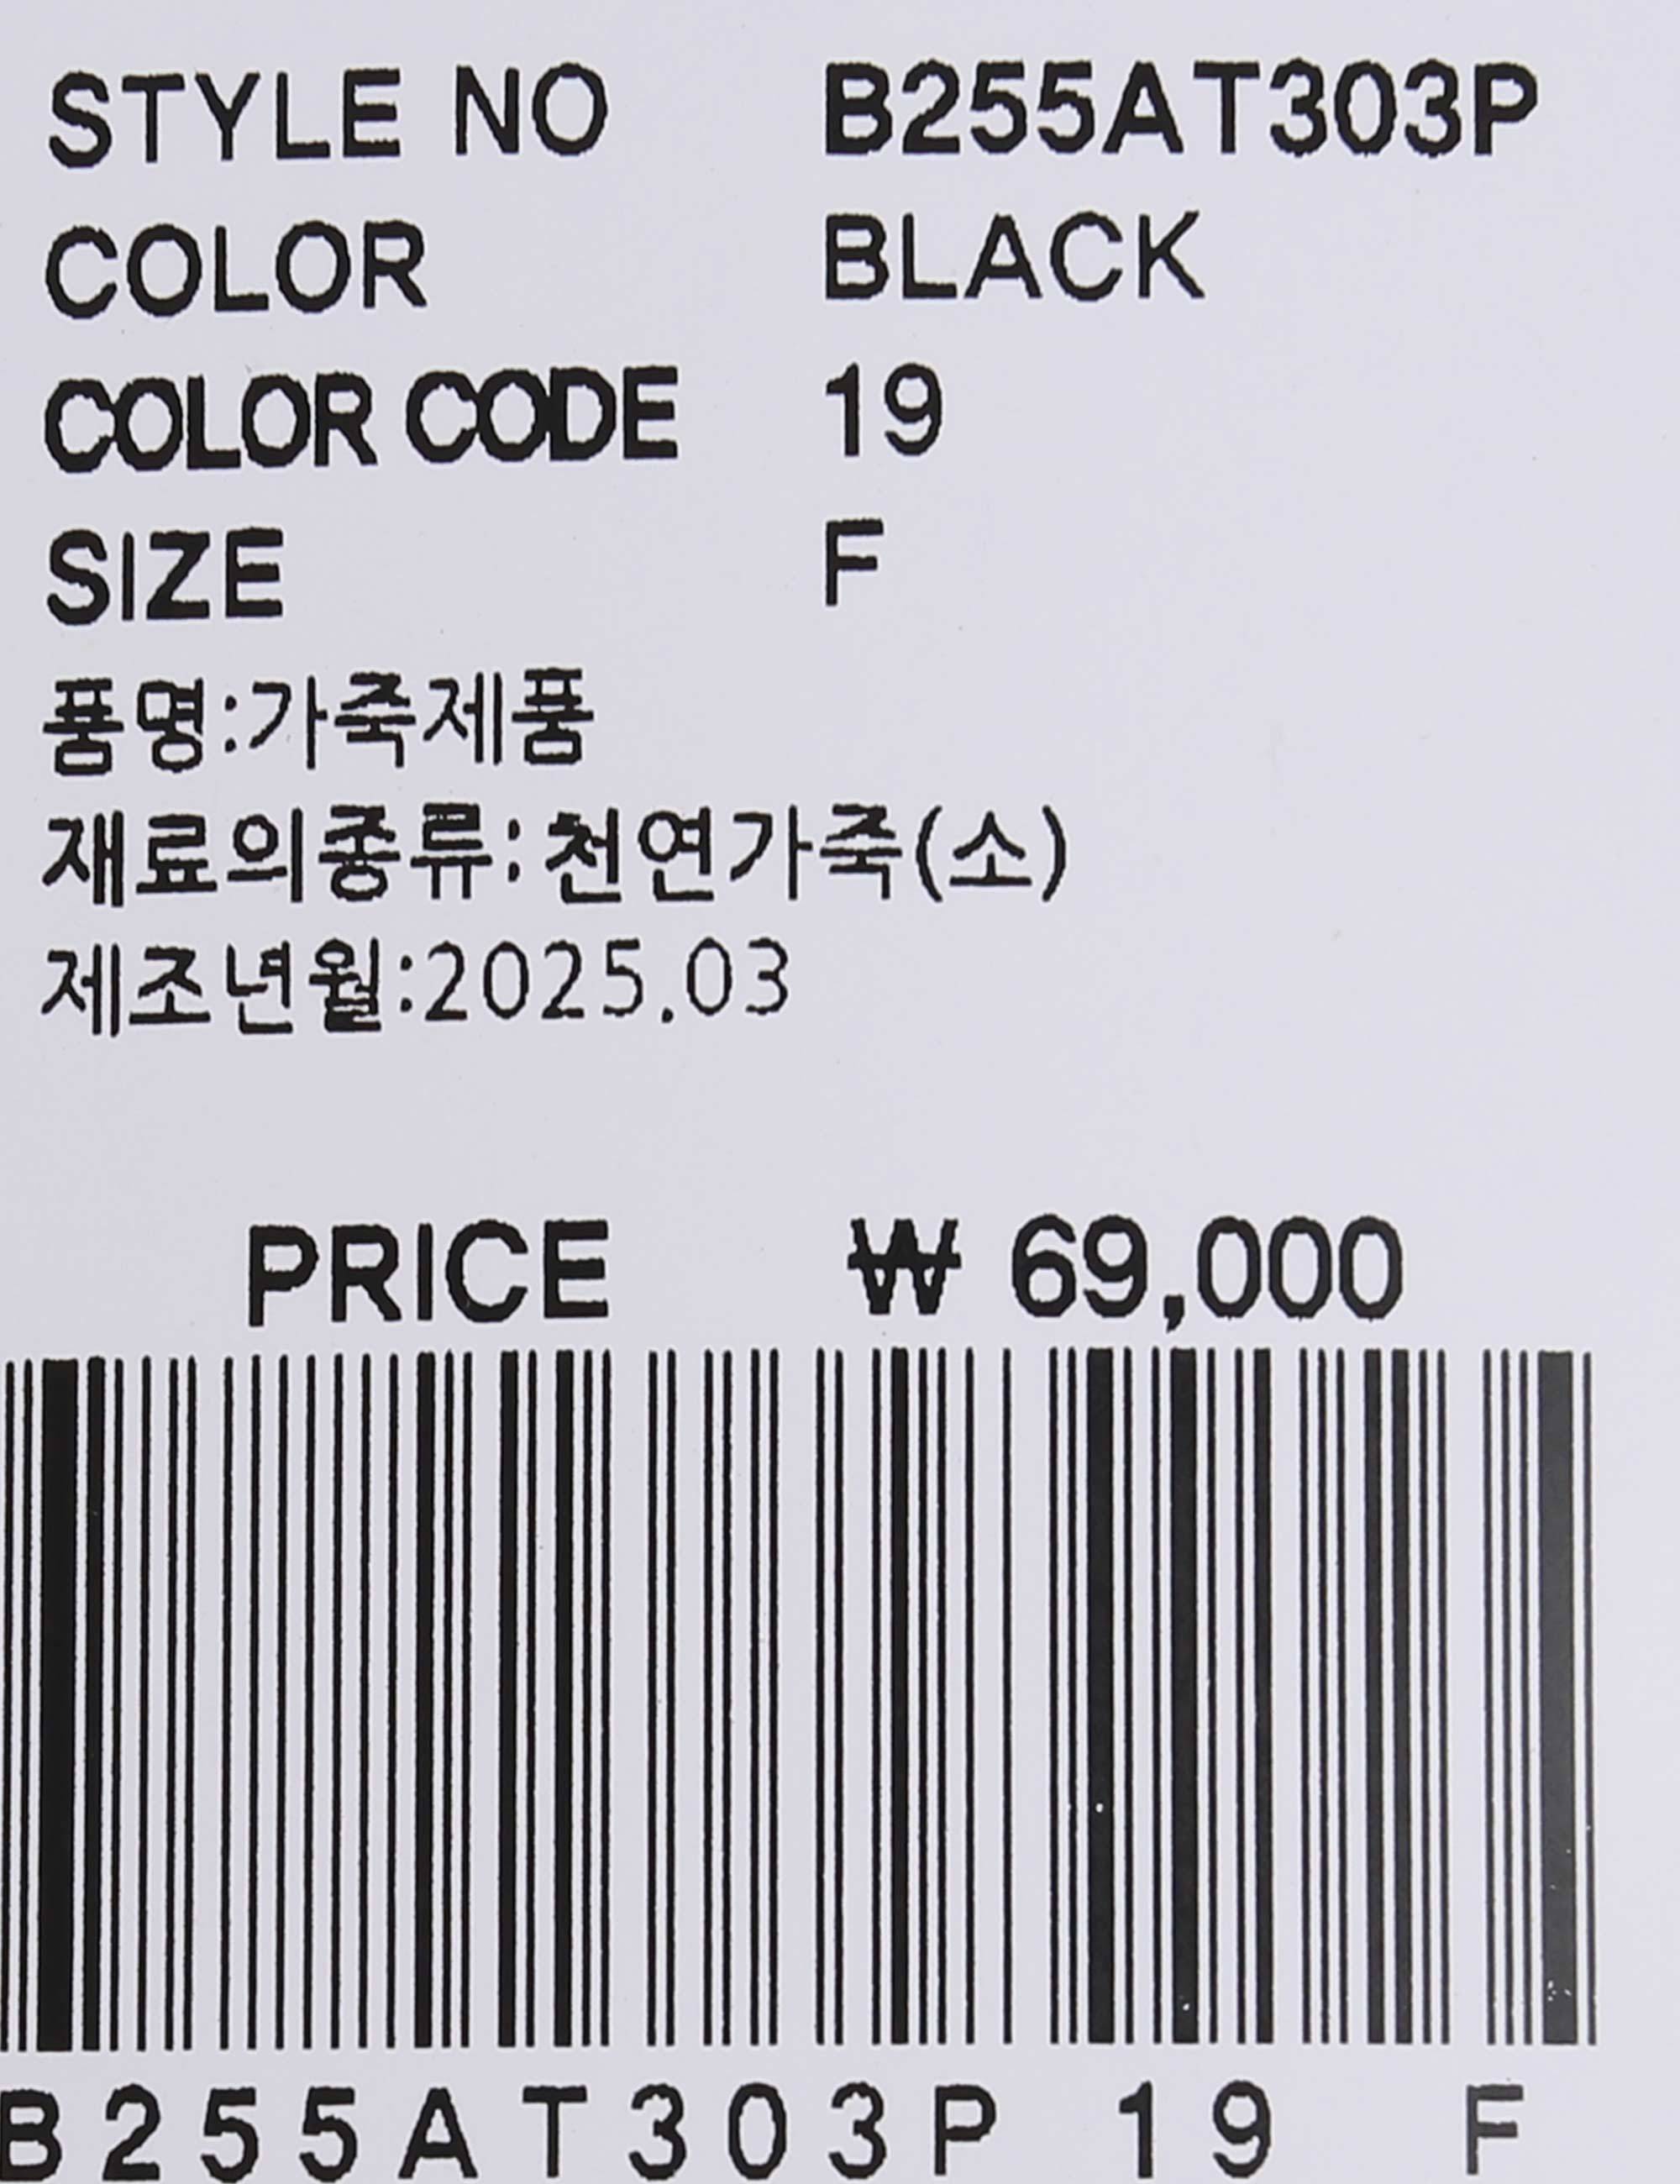 STYLE NO B255AT303P
COLOR BLACK
COLOR CODE 19
SIZE F
품명:가죽제품
재료의종류:천연가죽(소)
제조년월:2025.03
PRICE ₩ 69,000
B255AT303P 19 F